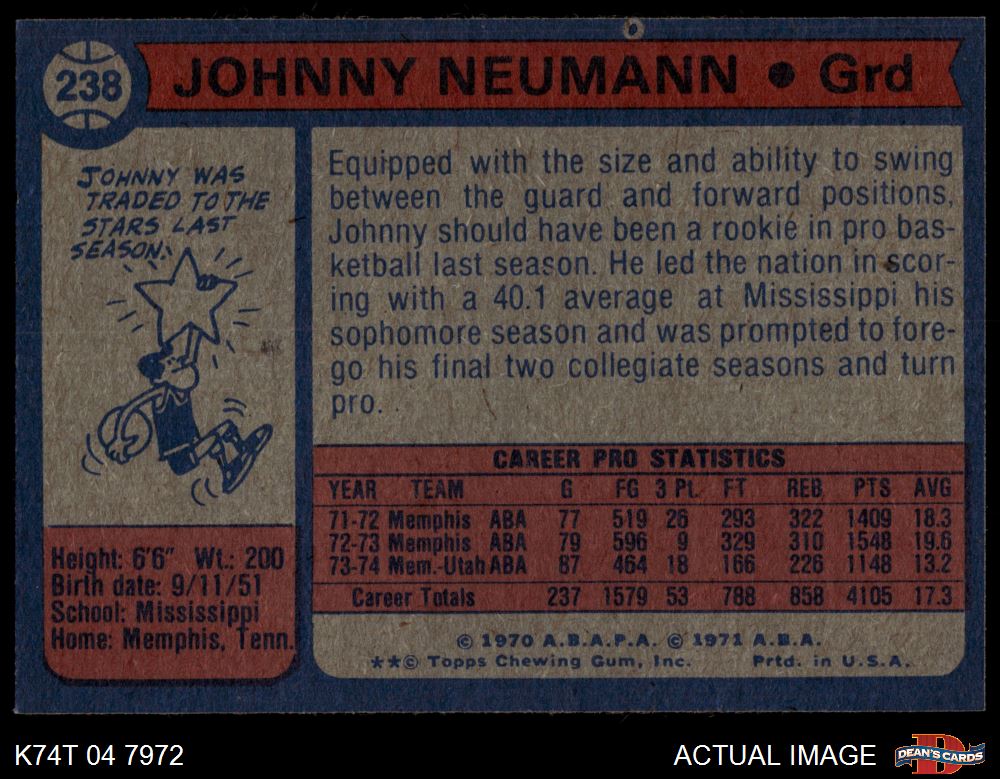 238
JOHNNY NEUMANN • Grd
JOHNNY WAS
TRADED TO THE
STARS LAST
SEASON.
Equipped with the size and ability to swing
between the guard and forward positions,
Johnny should have been a rookie in pro bas-
ketball last season. He led the nation in scor-
ing with a 40.1 average at Mississippi his
sophomore season and was prompted to fore-
go his final two collegiate seasons and turn
pro.
Height: 6'6" Wt.: 200
Birth date: 9/11/51
School: Mississippi
Home: Memphis, Tenn.
CAREER PRO STATISTICS
YEAR TEAM G FG 3 Pt. FT REB PTS AVG
71-72 Memphis ABA 77 519 26 293 322 1409 18.3
72-73 Memphis ABA 79 596 9 329 310 1548 19.6
73-74 Mem.-Utah ABA 87 464 18 166 226 1148 13.2
Career Totals 237 1579 53 788 858 4105 17.3
© 1970 A.B.A.P.A. © 1971 A.B.A.
**© Topps Chewing Gum, Inc. Prtd. in U.S.A.
K74T 04 7972
ACTUAL IMAGE
DEAN'S CARDS